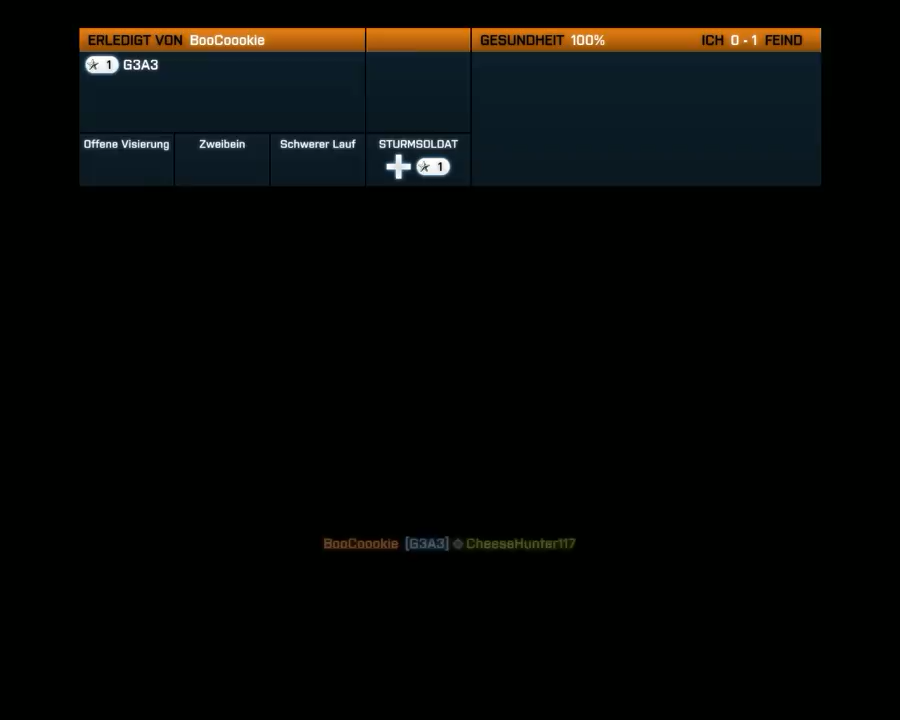 ERLEDIGT VON BooCoookie
GESUNDHEIT 100%
ICH 0 - 1 FEIND
1 G3A3
Offene Visierung
Zweibein
Schwerer Lauf
STURMSOLDAT
1
BooCoookie [G3A3] CheeseHunter117